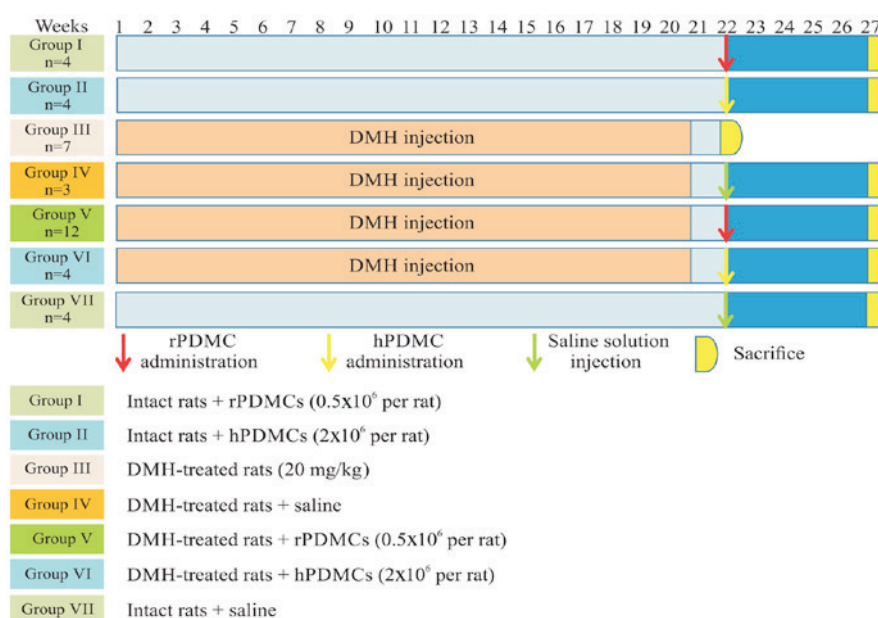 Weeks 1 2 3 4 5 6 7 8 9 10 11 12 13 14 15 16 17 18 19 20 21 22 23 24 25 26 27
Group I
n=4
Group II
n=4
Group III
n=7
DMH injection
Group IV
n=3
DMH injection
Group V
n=12
DMH injection
Group VI
n=4
DMH injection
Group VII
n=4
rPDMC
administration
hPDMC
administration
Saline solution
injection
Sacrifice
Group I Intact rats + rPDMCs (0.5x10⁶ per rat)
Group II Intact rats + hPDMCs (2x10⁶ per rat)
Group III DMH-treated rats (20 mg/kg)
Group IV DMH-treated rats + saline
Group V DMH-treated rats + rPDMCs (0.5x10⁶ per rat)
Group VI DMH-treated rats + hPDMCs (2x10⁶ per rat)
Group VII Intact rats + saline